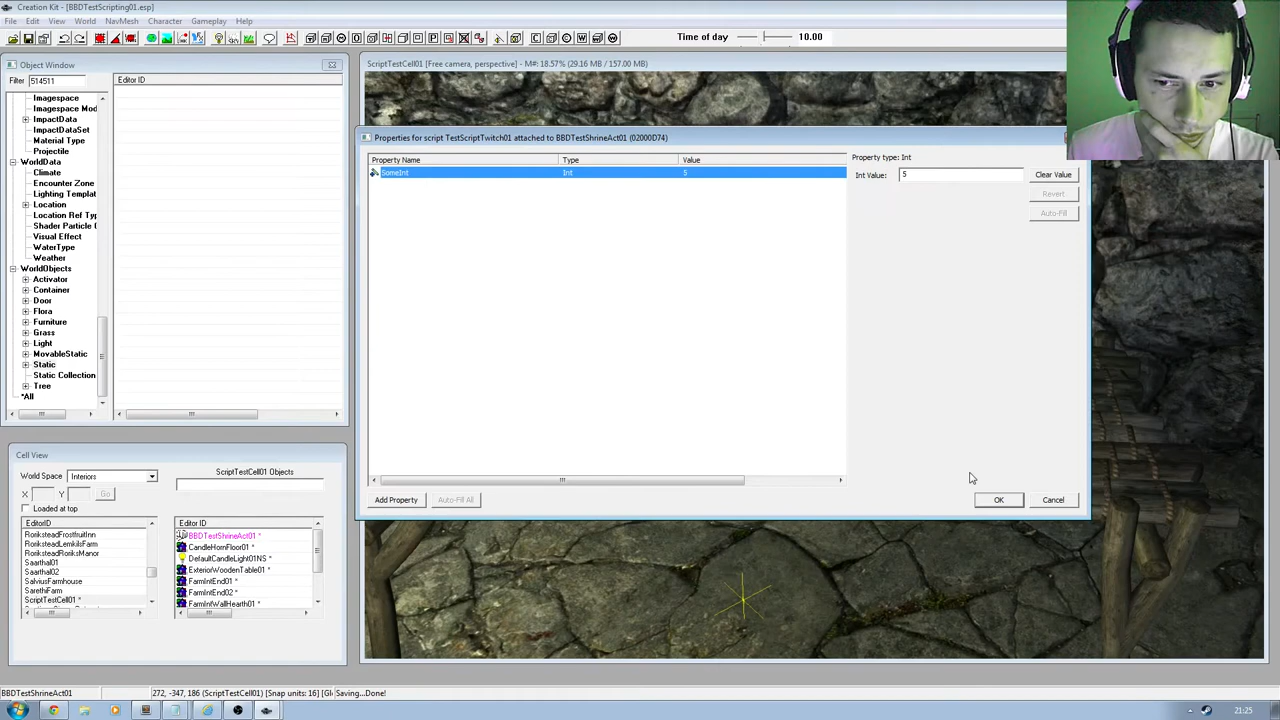 Creation Kit - [BBDTestScripting01.esp]
File Edit View World NavMesh Character Gameplay Help
Time of day 10.00
Object Window
Filter 514511
Editor ID
Imagespace
Imagespace Mod
ImpactData
ImpactDataSet
Material Type
Projectile
WorldData
Climate
Encounter Zone
Lighting Templat
Location
Location Ref Typ
Shader Particle G
Visual Effect
WaterType
Weather
WorldObjects
Activator
Container
Door
Flora
Furniture
Grass
Light
MovableStatic
Static
Static Collection
Tree
*All
ScriptTestCell01 [Free camera, perspective] - M#: 18.57% (29.16 MB / 157.00 MB)
Properties for script TestScriptTwitch01 attached to BBDTestShrineAct01 (02000D74)
Property Name Type Value
SomeInt Int 5
Property type: Int
Int Value: 5 Clear Value
Revert
Auto-Fill
Add Property Auto-Fill All OK Cancel
Cell View
World Space Interiors
ScriptTestCell01 Objects
X Y Go
Loaded at top
EditorID
RoriksteadFrostfruitInn
RoriksteadLemkilsFarm
RoriksteadRoriksManor
Saarthal01
Saarthal02
SalviusFarmhouse
SarethiFarm
ScriptTestCell01 *
Editor ID
BBDTestShrineAct01 *
CandleHornFloor01 *
DefaultCandleLight01NS *
ExteriorWoodenTable01 *
FarmIntEnd01 *
FarmIntEnd02 *
FarmIntWallHearth01 *
BBDTestShrineAct01 272, -347, 186 (ScriptTestCell01) [Snap units: 16] [Gl Saving...Done!
21:25